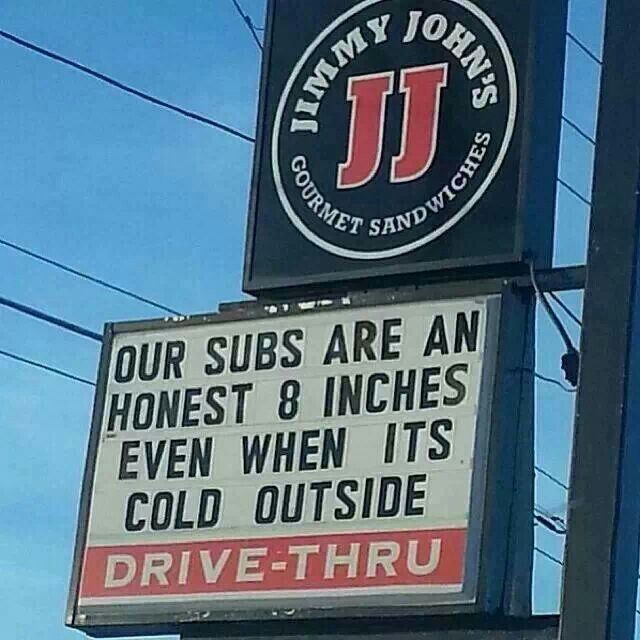 JIMMY JOHN'S
JJ
GOURMET SANDWICHES
OUR SUBS ARE AN
HONEST 8 INCHES
EVEN WHEN ITS
COLD OUTSIDE
DRIVE-THRU